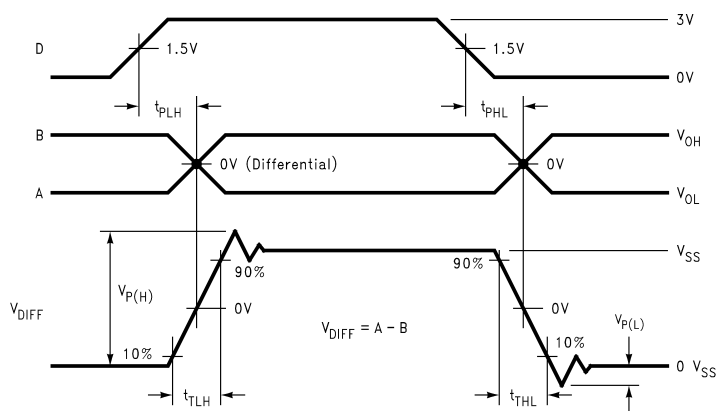 3V
D
1.5V
1.5V
0V
tPLH
tPHL
B
VOH
0V (Differential)
0V
A
VOL
VSS
90%
90%
VP(H)
VDIFF
0V
0V
VP(L)
VDIFF = A - B
10%
10%
0 VSS
tTLH
tTHL